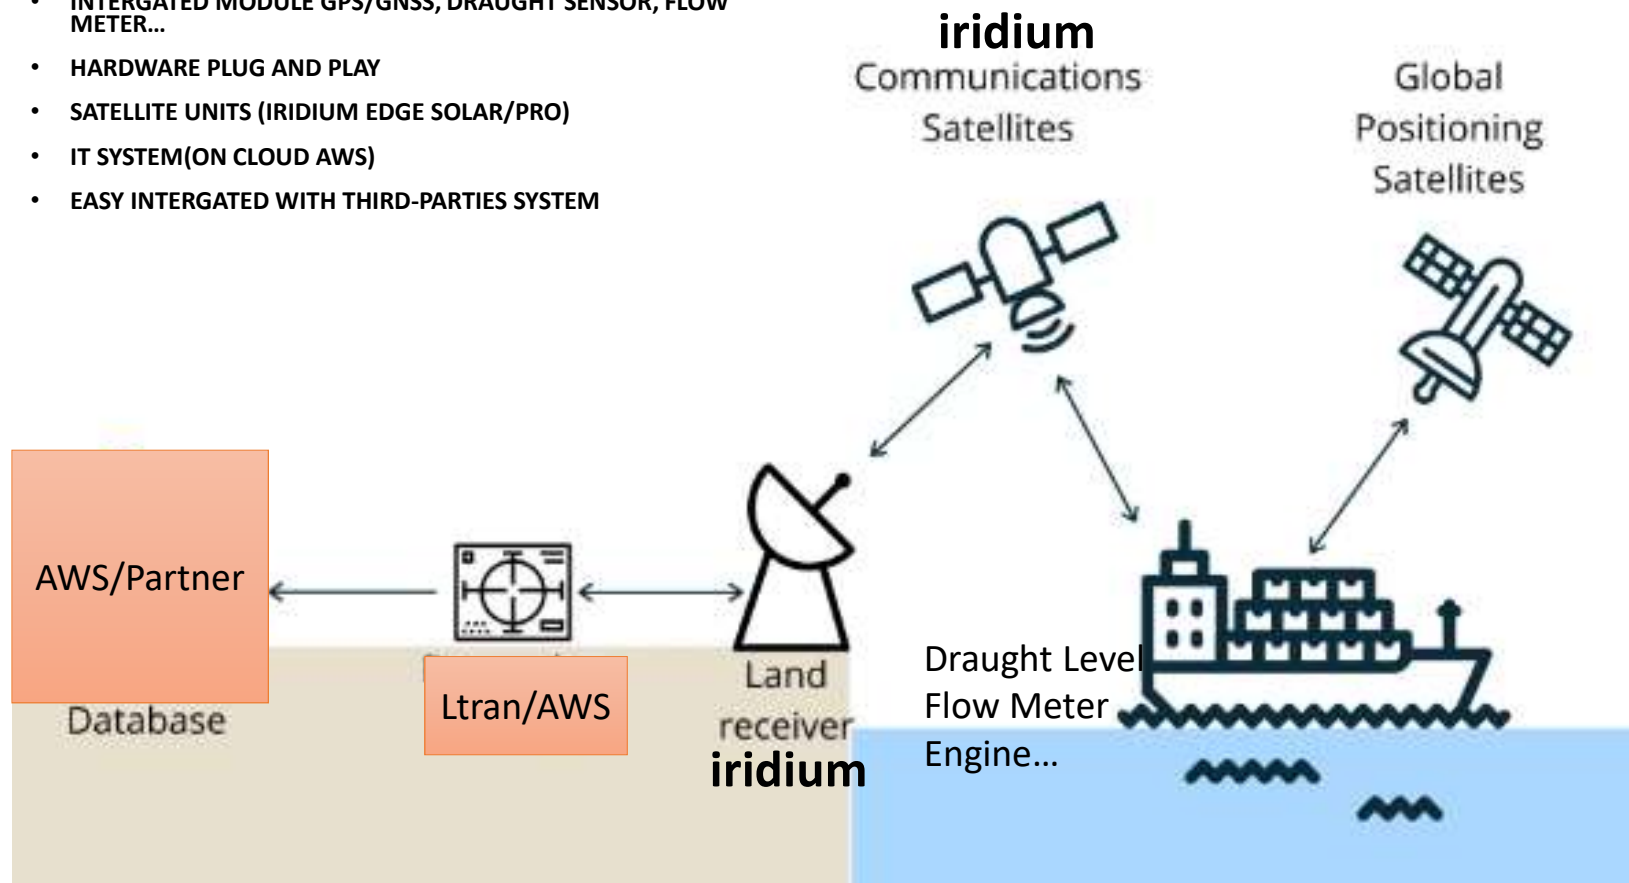 • INTERGATED MODULE GPS/GNSS, DRAUGHT SENSOR, FLOW
METER...
• HARDWARE PLUG AND PLAY
• SATELLITE UNITS (IRIDIUM EDGE SOLAR/PRO)
• IT SYSTEM(ON CLOUD AWS)
• EASY INTERGATED WITH THIRD-PARTIES SYSTEM
iridium
Communications
Satellites
Global
Positioning
Satellites
AWS/Partner
Database
Ltran/AWS
Land
receiver
iridium
Draught Level
Flow Meter
Engine...